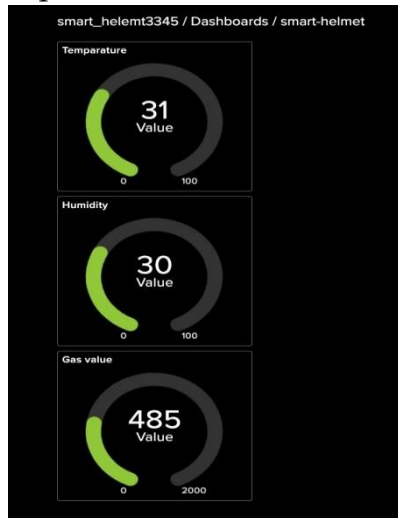 smart_helemt3345 / Dashboards / smart-helmet
Temparature
31
Value
0 100
Humidity
30
Value
0 100
Gas value
485
Value
0 2000